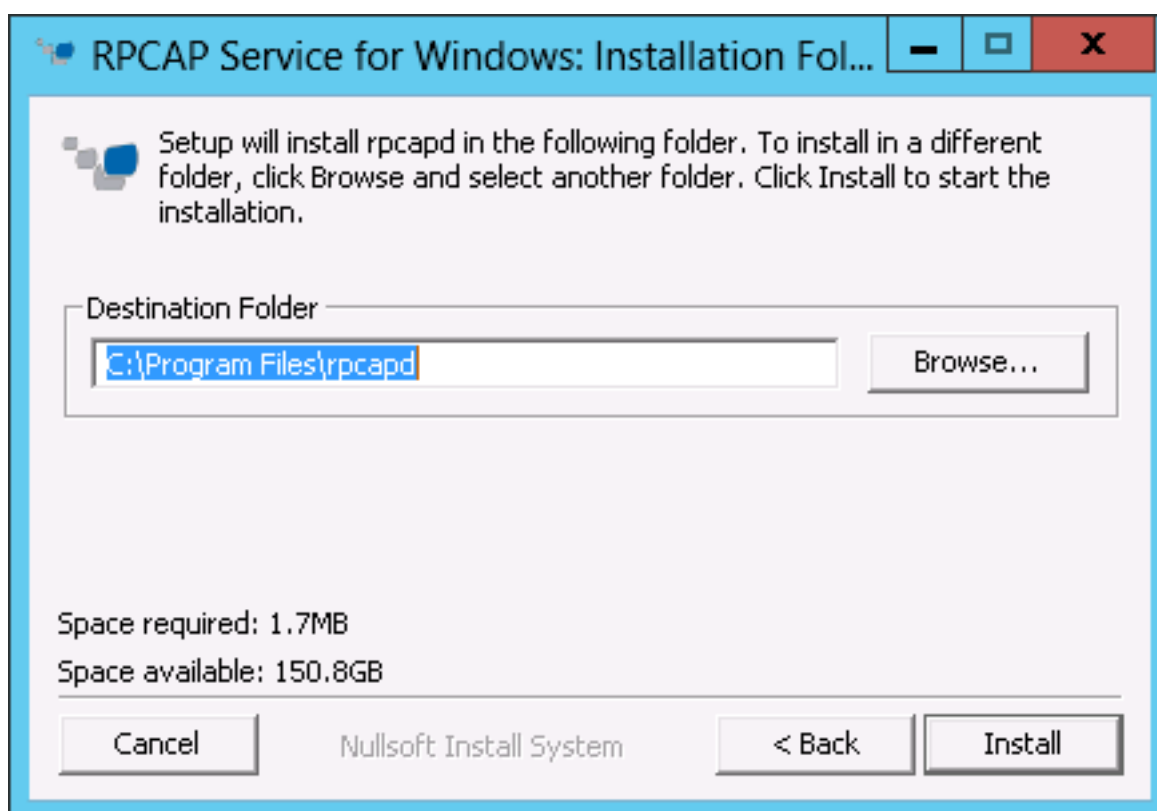 RPCAP Service for Windows: Installation Fol...
Setup will install rpcapd in the following folder. To install in a different
folder, click Browse and select another folder. Click Install to start the
installation.
Destination Folder
C:\Program Files\rpcapd
Browse...
Space required: 1.7MB
Space available: 150.8GB
Cancel
Nullsoft Install System
< Back
Install